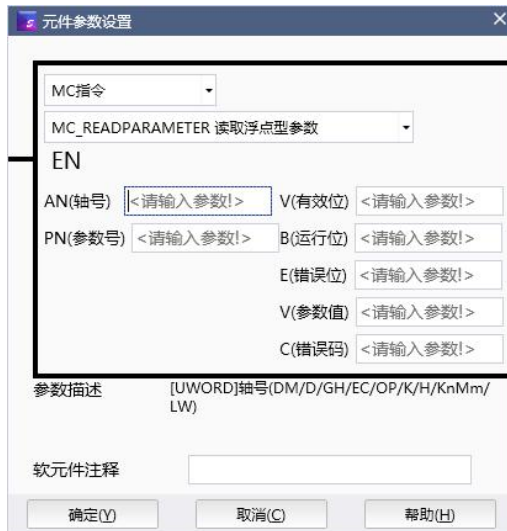 元件参数设置
MC指令
MC_READPARAMETER 读取浮点型参数
EN
AN(轴号) <请输入参数!> V(有效位) <请输入参数!>
PN(参数号) <请输入参数!> B(运行位) <请输入参数!>
E(错误位) <请输入参数!>
V(参数值) <请输入参数!>
C(错误码) <请输入参数!>
参数描述 [UWORD]轴号(DM/D/GH/EC/OP/K/H/KnMm/
LW)
软元件注释
确定(Y) 取消(C) 帮助(H)